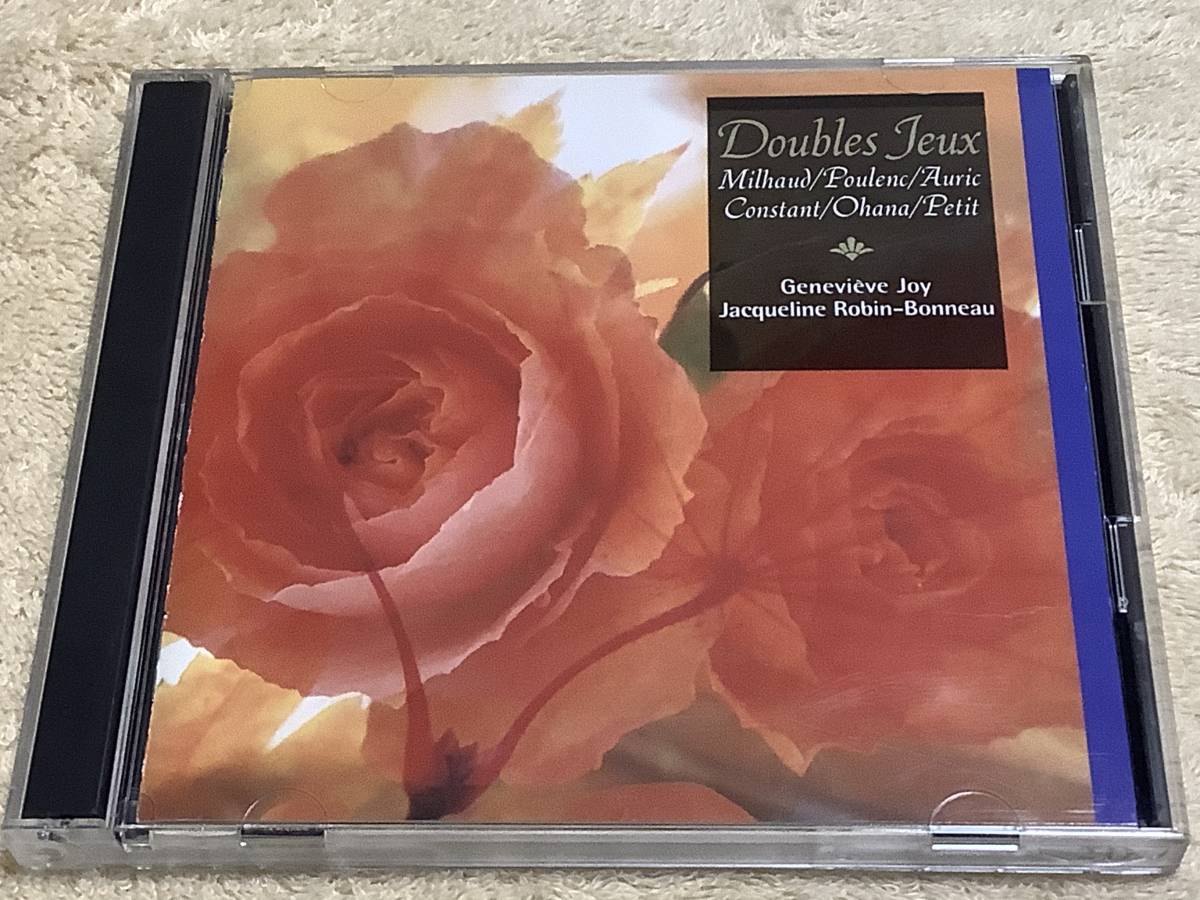 Doubles Jeux
Milhaud/Poulenc/Auric
Constant/Ohana/Petit
Geneviève Joy
Jacqueline Robin-Bonneau